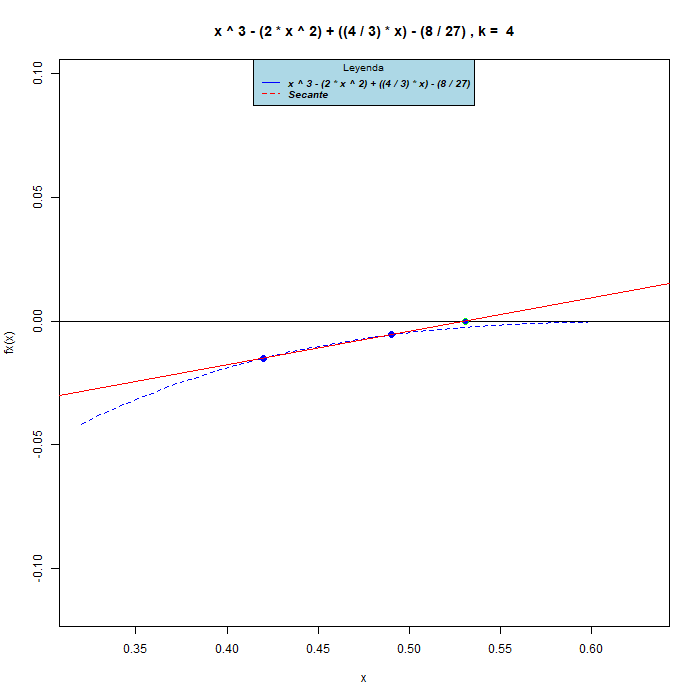 x ^ 3 - (2 * x ^ 2) + ((4 / 3) * x) - (8 / 27) , k =  4
Leyenda
x ^ 3 - (2 * x ^ 2) + ((4 / 3) * x) - (8 / 27)
Secante
0.10
0.05
0.00
-0.05
-0.10
fx(x)
0.35 0.40 0.45 0.50 0.55 0.60
x